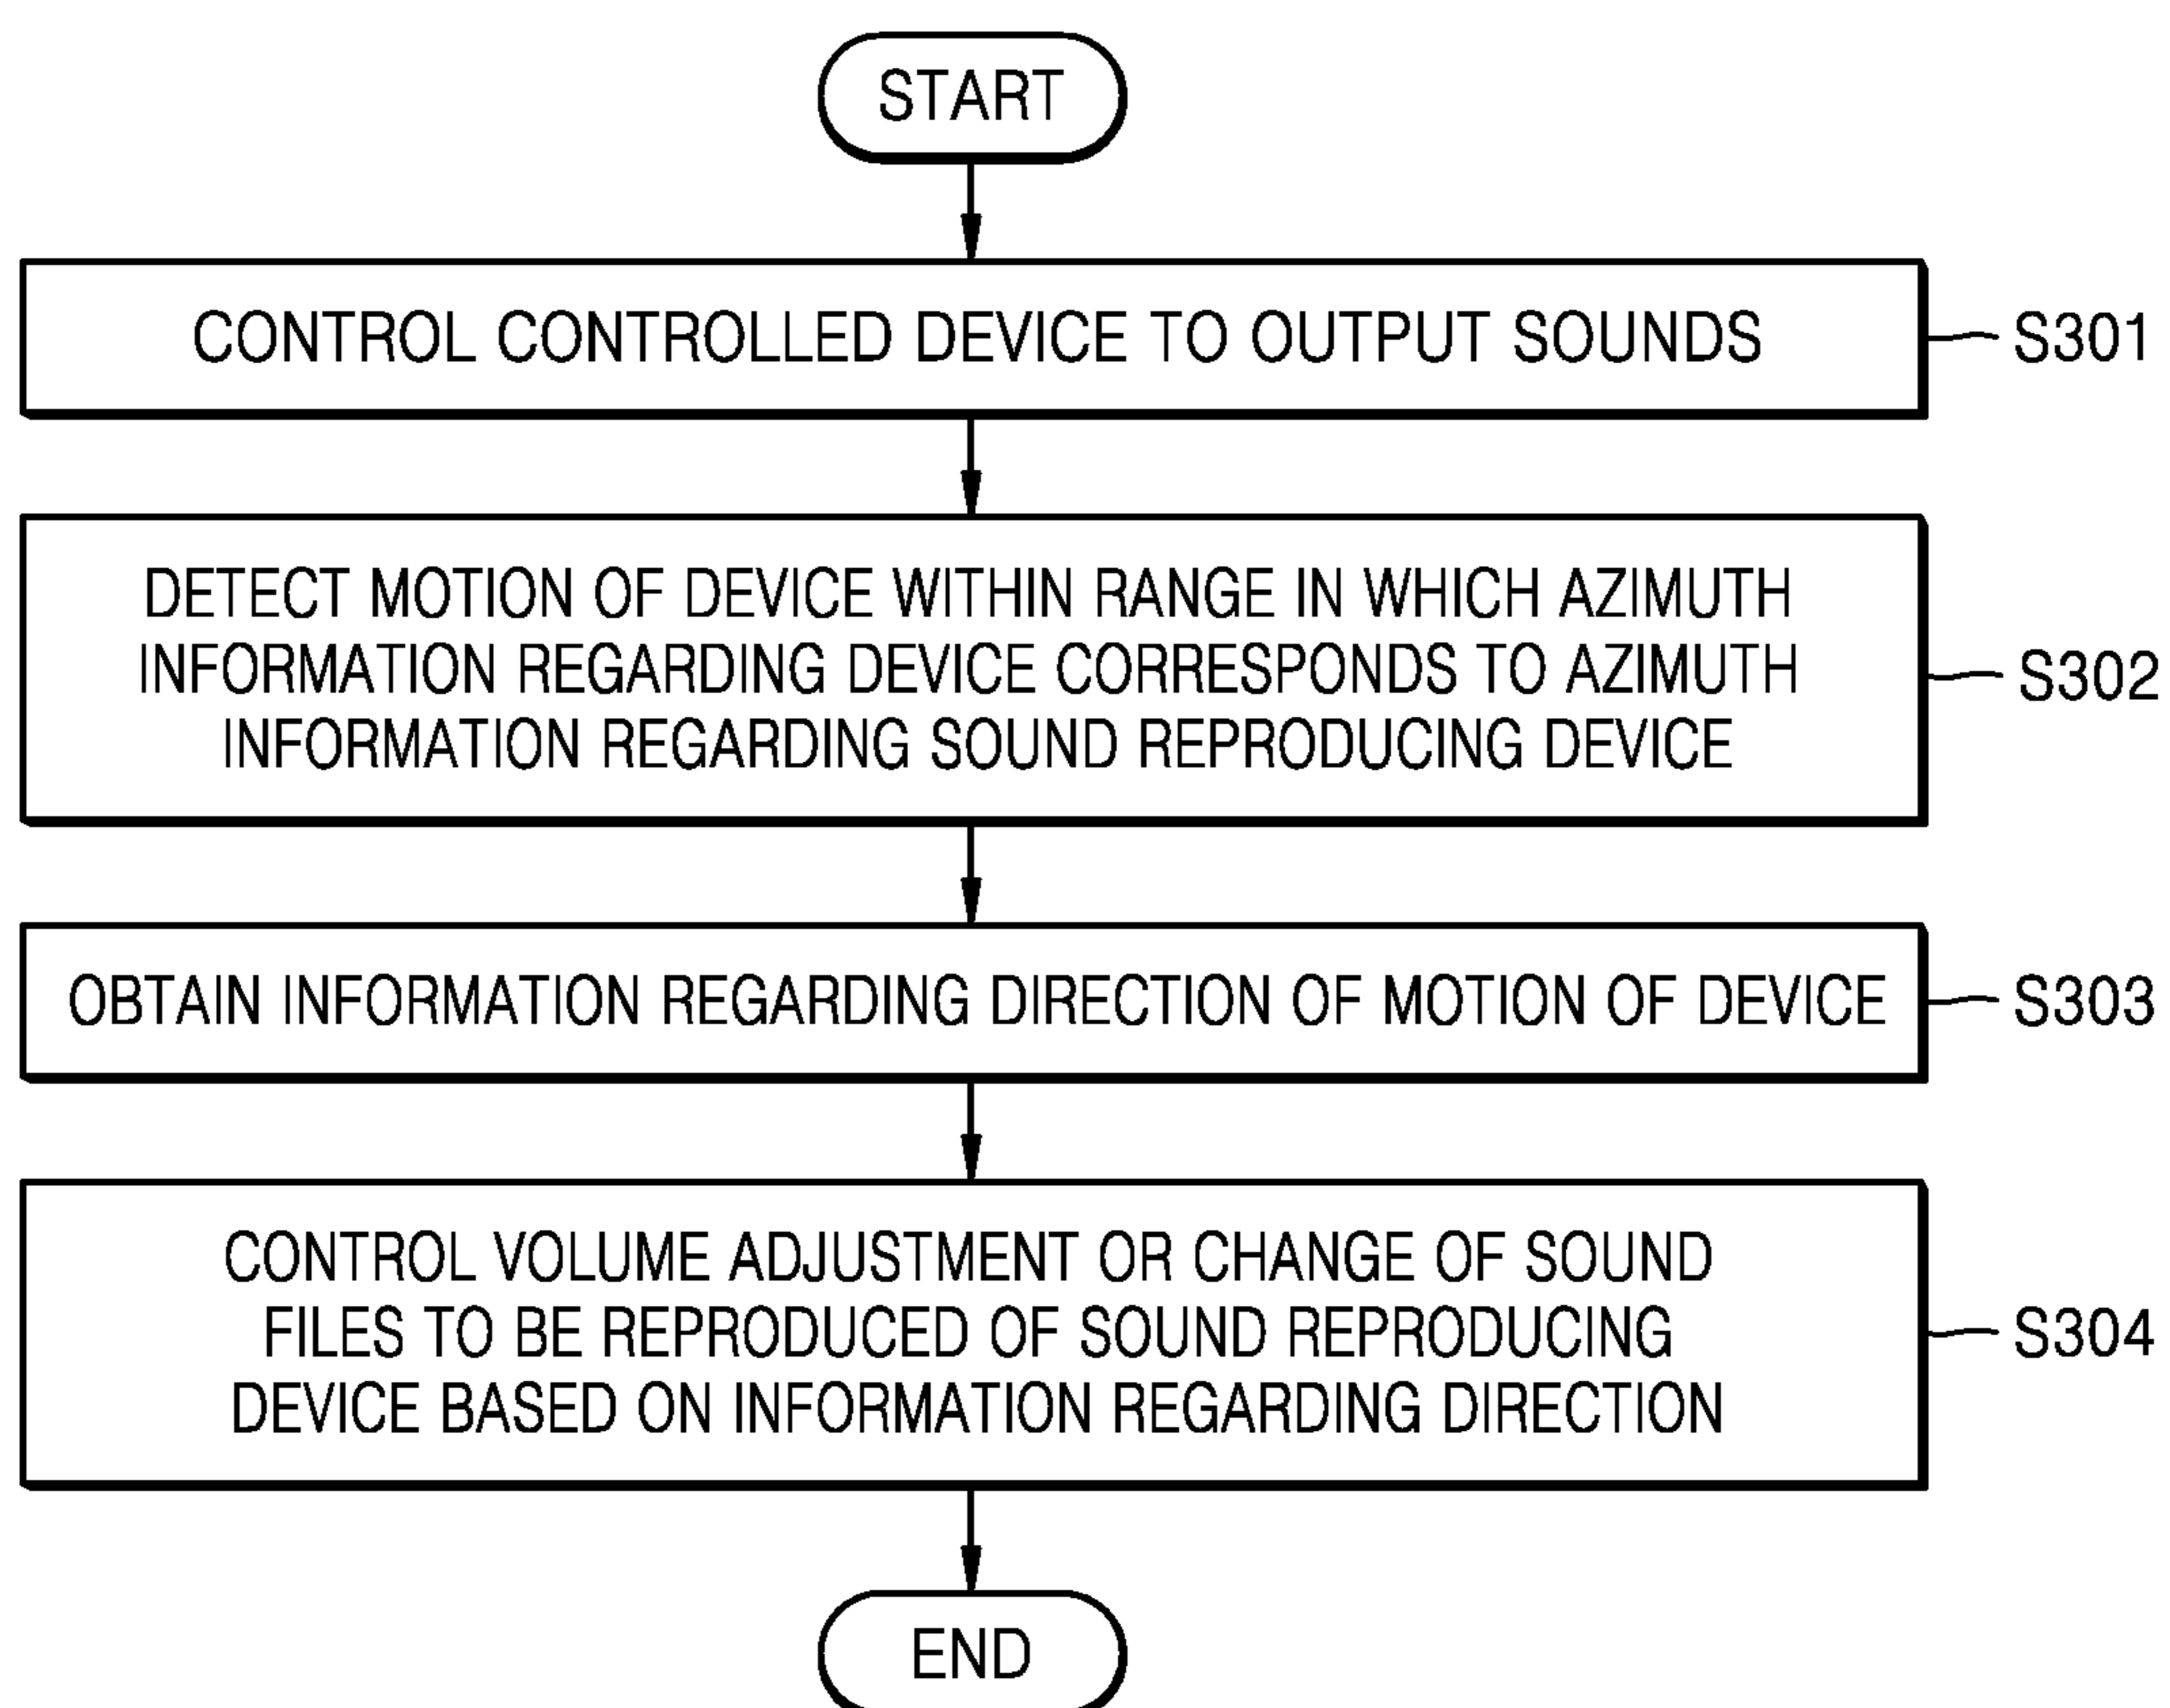 START
CONTROL CONTROLLED DEVICE TO OUTPUT SOUNDS
S301
DETECT MOTION OF DEVICE WITHIN RANGE IN WHICH AZIMUTH
INFORMATION REGARDING DEVICE CORRESPONDS TO AZIMUTH
INFORMATION REGARDING SOUND REPRODUCING DEVICE
S302
OBTAIN INFORMATION REGARDING DIRECTION OF MOTION OF DEVICE
S303
CONTROL VOLUME ADJUSTMENT OR CHANGE OF SOUND
FILES TO BE REPRODUCED OF SOUND REPRODUCING
DEVICE BASED ON INFORMATION REGARDING DIRECTION
S304
END